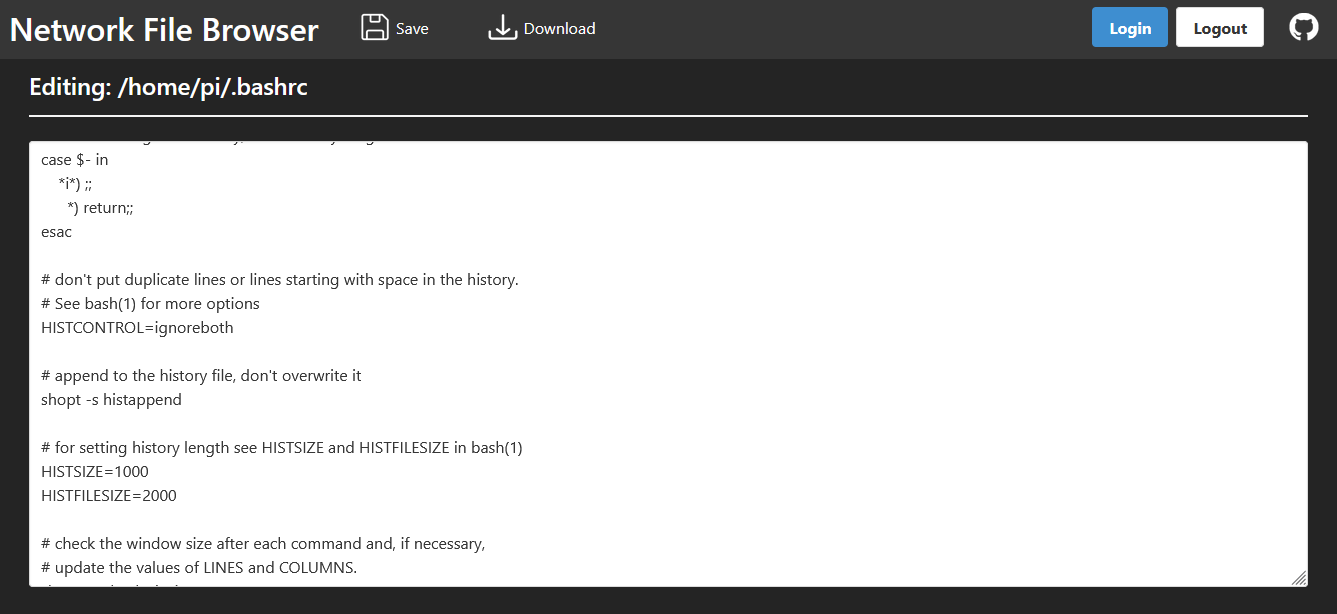 Network File Browser
Save
Download
Login
Logout
Editing: /home/pi/.bashrc
case $- in
    *i*) ;;
      *) return;;
esac
# don't put duplicate lines or lines starting with space in the history.
# See bash(1) for more options
HISTCONTROL=ignoreboth
# append to the history file, don't overwrite it
shopt -s histappend
# for setting history length see HISTSIZE and HISTFILESIZE in bash(1)
HISTSIZE=1000
HISTFILESIZE=2000
# check the window size after each command and, if necessary,
# update the values of LINES and COLUMNS.